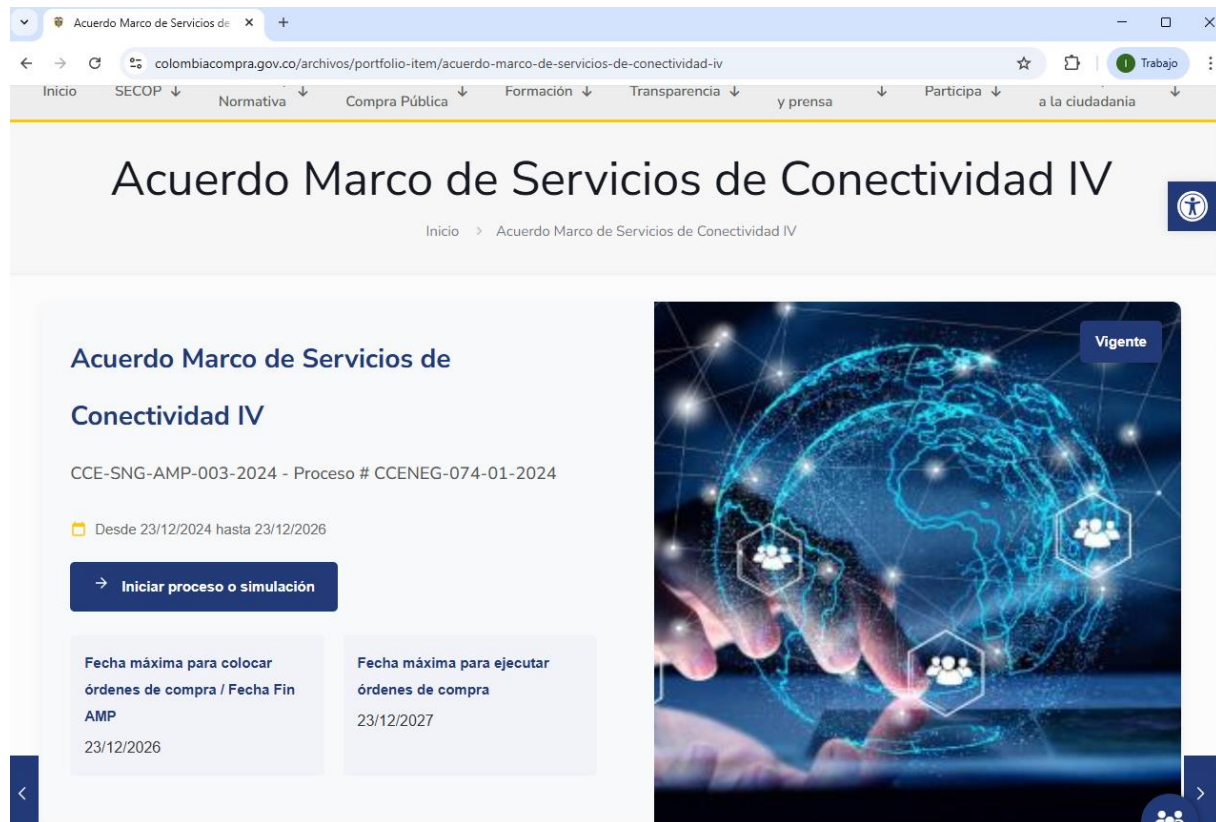 Acuerdo Marco de Servicios de
colombiacompra.gov.co/archivos/portfolio-item/acuerdo-marco-de-servicios-de-conectividad-iv
Trabajo
Inicio SECOP Normativa Compra Pública Formación Transparencia y prensa Participa a la ciudadanía
Acuerdo Marco de Servicios de Conectividad IV
Inicio > Acuerdo Marco de Servicios de Conectividad IV
Vigente
Acuerdo Marco de Servicios de
Conectividad IV
CCE-SNG-AMP-003-2024 - Proceso # CCENEG-074-01-2024
Desde 23/12/2024 hasta 23/12/2026
Iniciar proceso o simulación
Fecha máxima para colocar
órdenes de compra / Fecha Fin
AMP
23/12/2026
Fecha máxima para ejecutar
órdenes de compra
23/12/2027